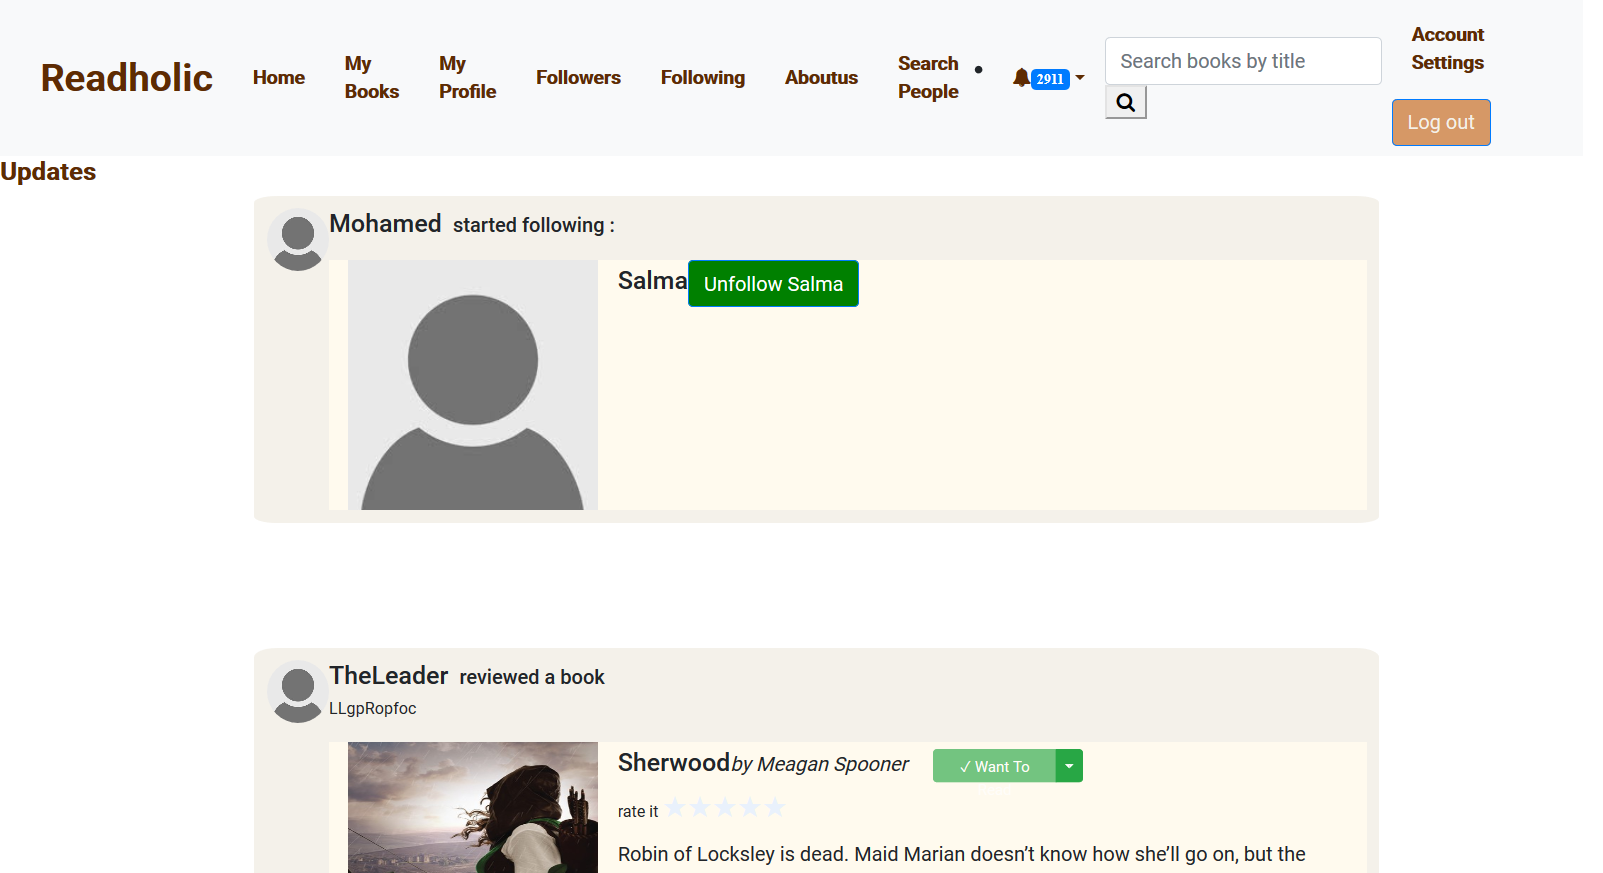 Readholic
Home
My
Books
My
Profile
Followers
Following
Aboutus
Search
People
2911
Search books by title
Account
Settings
Log out
Updates
Mohamed started following :
Salma Unfollow Salma
TheLeader reviewed a book
LLgpRopfoc
Sherwood by Meagan Spooner ✓ Want To
rate it
Robin of Locksley is dead. Maid Marian doesn’t know how she’ll go on, but the